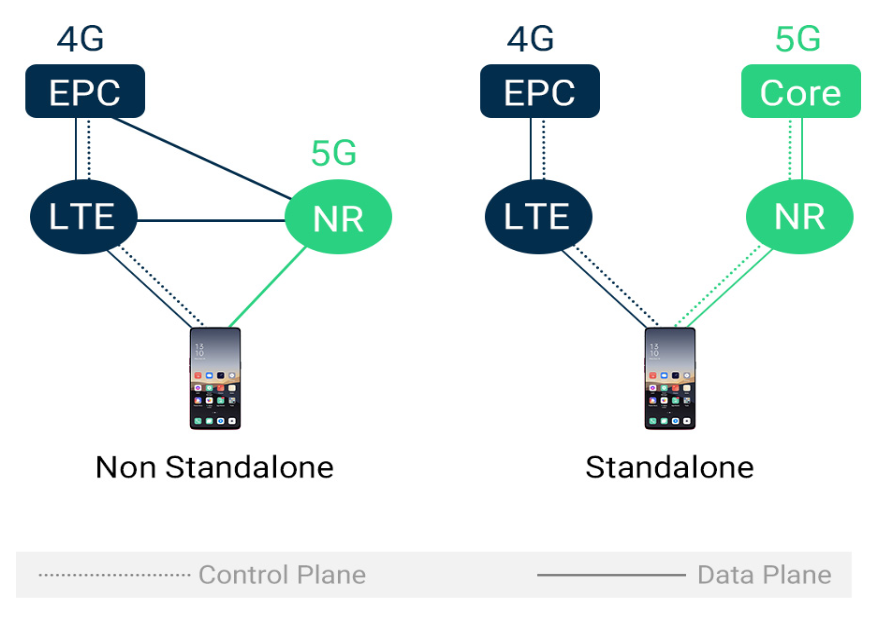 4G
EPC
5G
LTE
NR
13
10
Non Standalone
4G
5G
EPC
Core
LTE
NR
13
10
Standalone
Control Plane
Data Plane